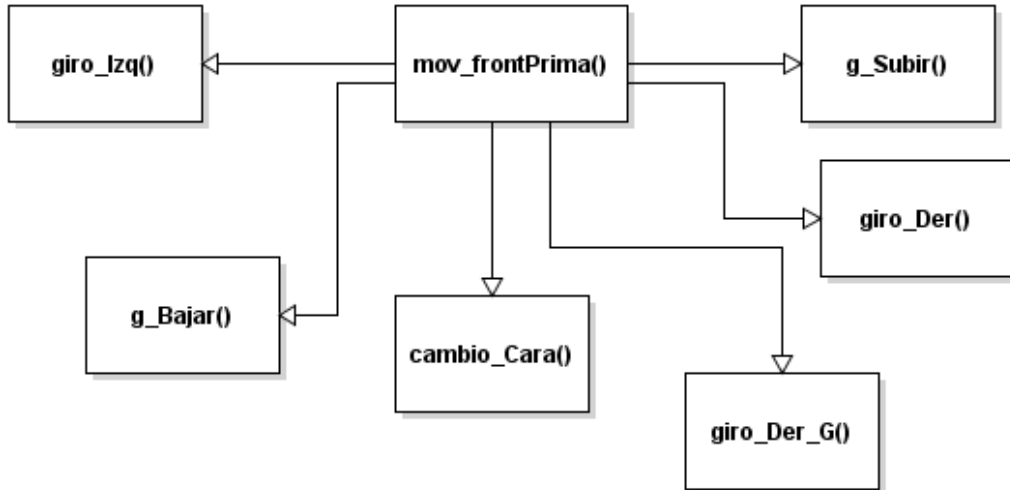 giro_Izq()
mov_frontPrima()
g_Subir()
giro_Der()
g_Bajar()
cambio_Cara()
giro_Der_G()